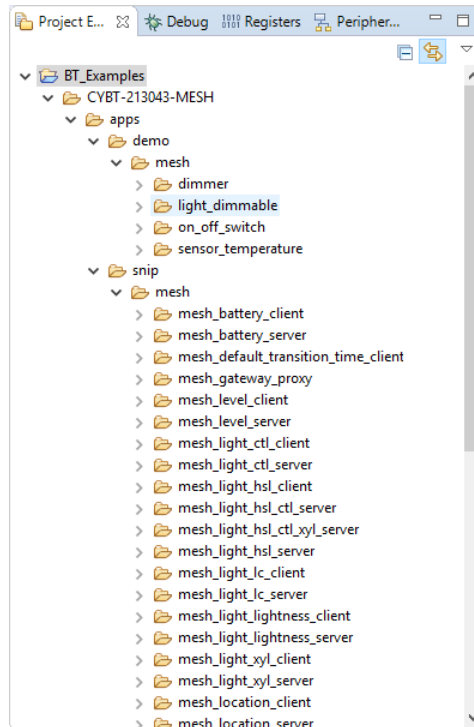 Project E... Debug Registers Peripher...
BT_Examples
CYBT-213043-MESH
apps
demo
mesh
dimmer
light_dimmable
on_off_switch
sensor_temperature
snip
mesh
mesh_battery_client
mesh_battery_server
mesh_default_transition_time_client
mesh_gateway_proxy
mesh_level_client
mesh_level_server
mesh_light_ctl_client
mesh_light_ctl_server
mesh_light_hsl_client
mesh_light_hsl_ctl_server
mesh_light_hsl_ctl_xyl_server
mesh_light_hsl_server
mesh_light_lc_client
mesh_light_lc_server
mesh_light_lightness_client
mesh_light_lightness_server
mesh_light_xyl_client
mesh_light_xyl_server
mesh_location_client
mesh_location_server